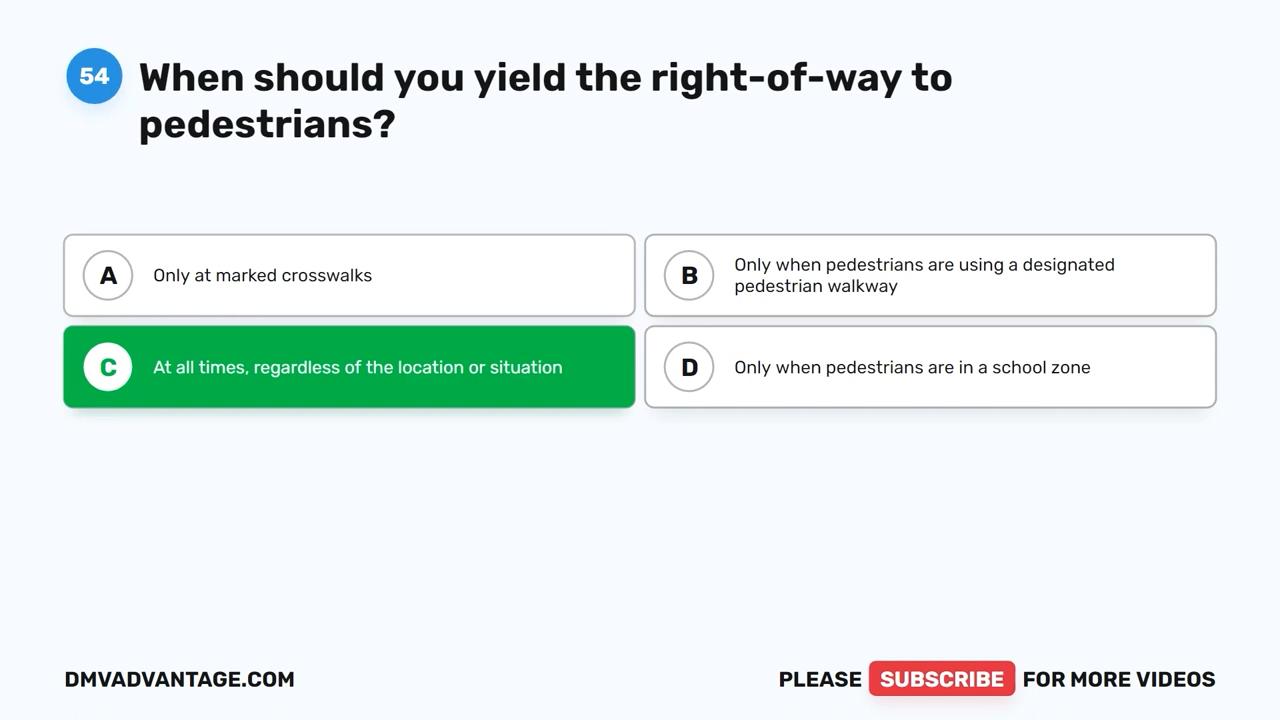 54
When should you yield the right-of-way to
pedestrians?
A
Only at marked crosswalks
B
Only when pedestrians are using a designated
pedestrian walkway
C
At all times, regardless of the location or situation
D
Only when pedestrians are in a school zone
DMVADVANTAGE.COM
PLEASE SUBSCRIBE FOR MORE VIDEOS